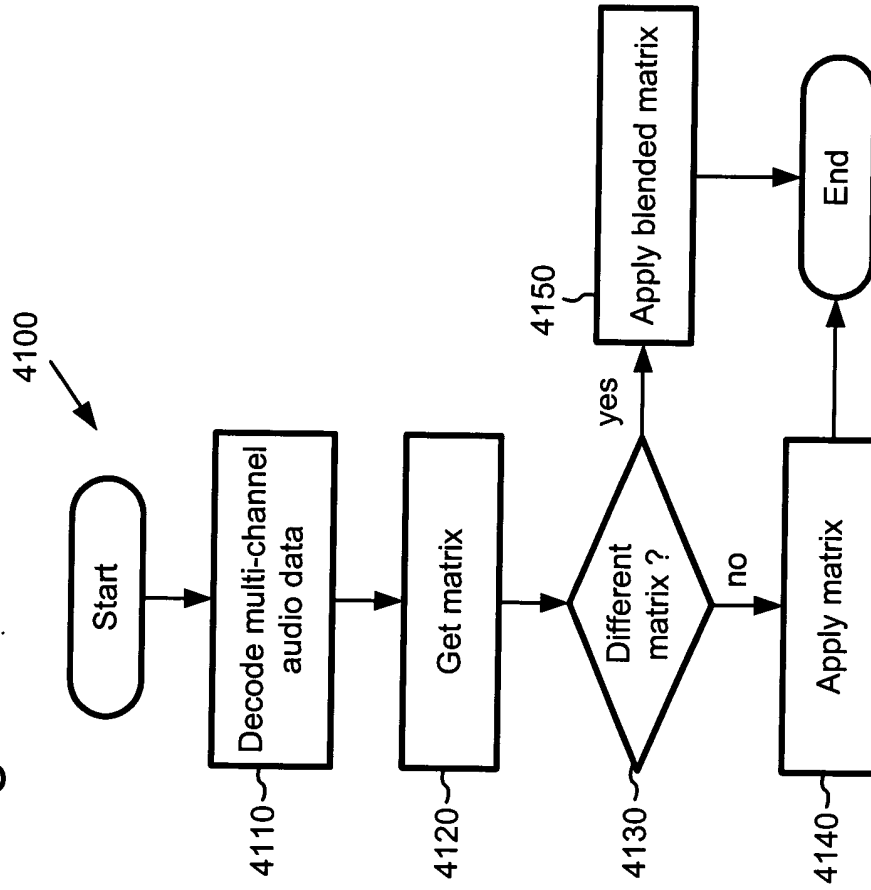 4100
Start
4110
Decode multi-channel
audio data
4120
Get matrix
4130
Different
matrix ?
yes
no
4150
Apply blended matrix
4140
Apply matrix
End